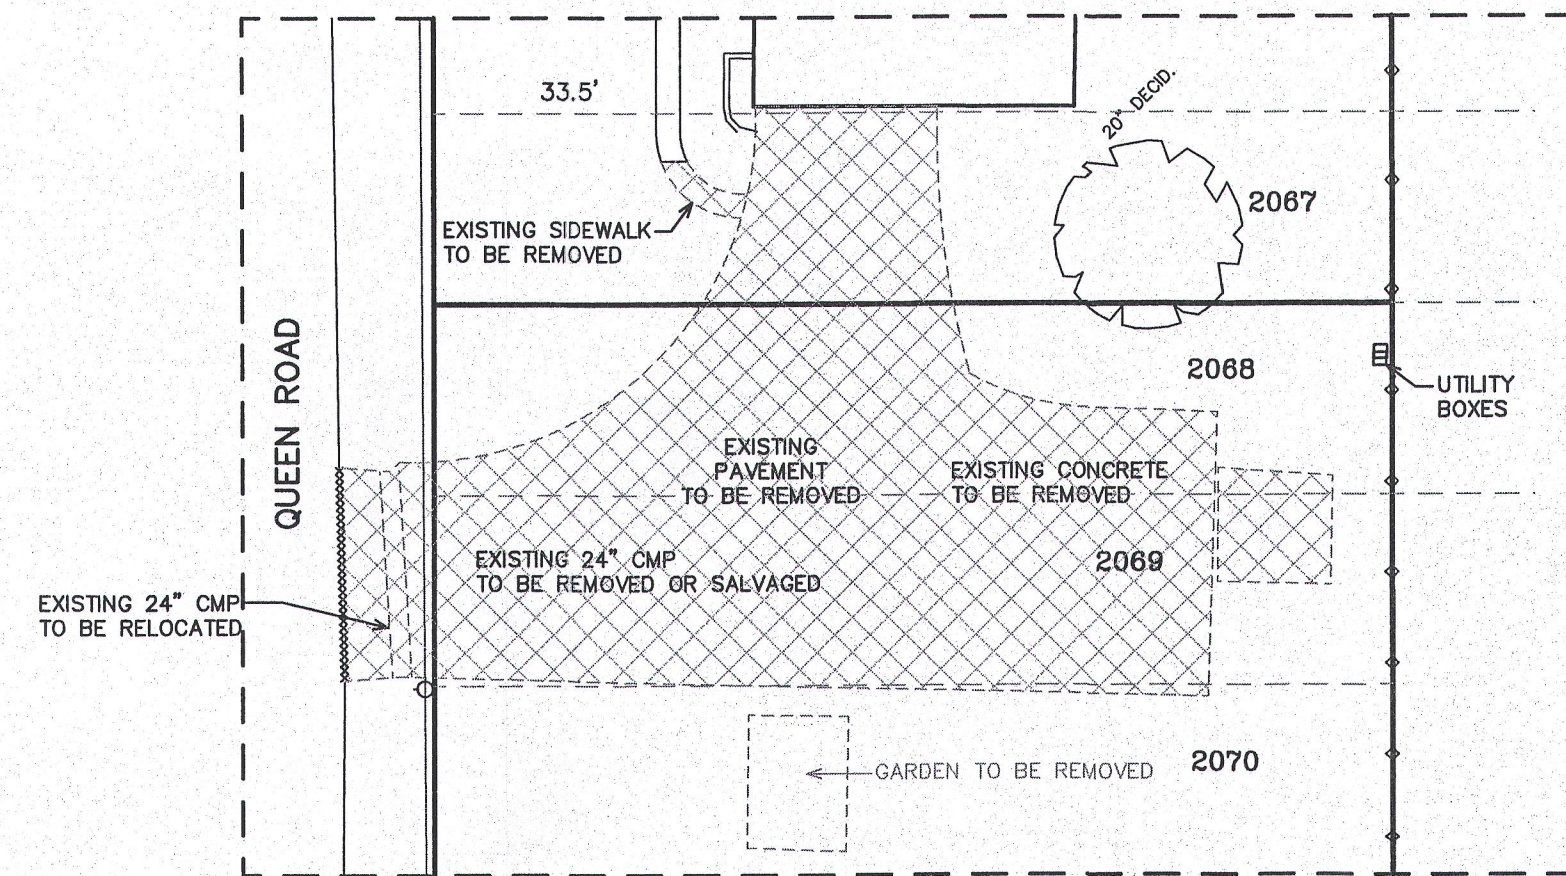 33.5'
20" DECID.
2067
EXISTING SIDEWALK
TO BE REMOVED
QUEEN ROAD
2068
UTILITY
BOXES
EXISTING
PAVEMENT
TO BE REMOVED
EXISTING CONCRETE
TO BE REMOVED
EXISTING 24" CMP
TO BE REMOVED OR SALVAGED
2069
EXISTING 24" CMP
TO BE RELOCATED
GARDEN TO BE REMOVED
2070